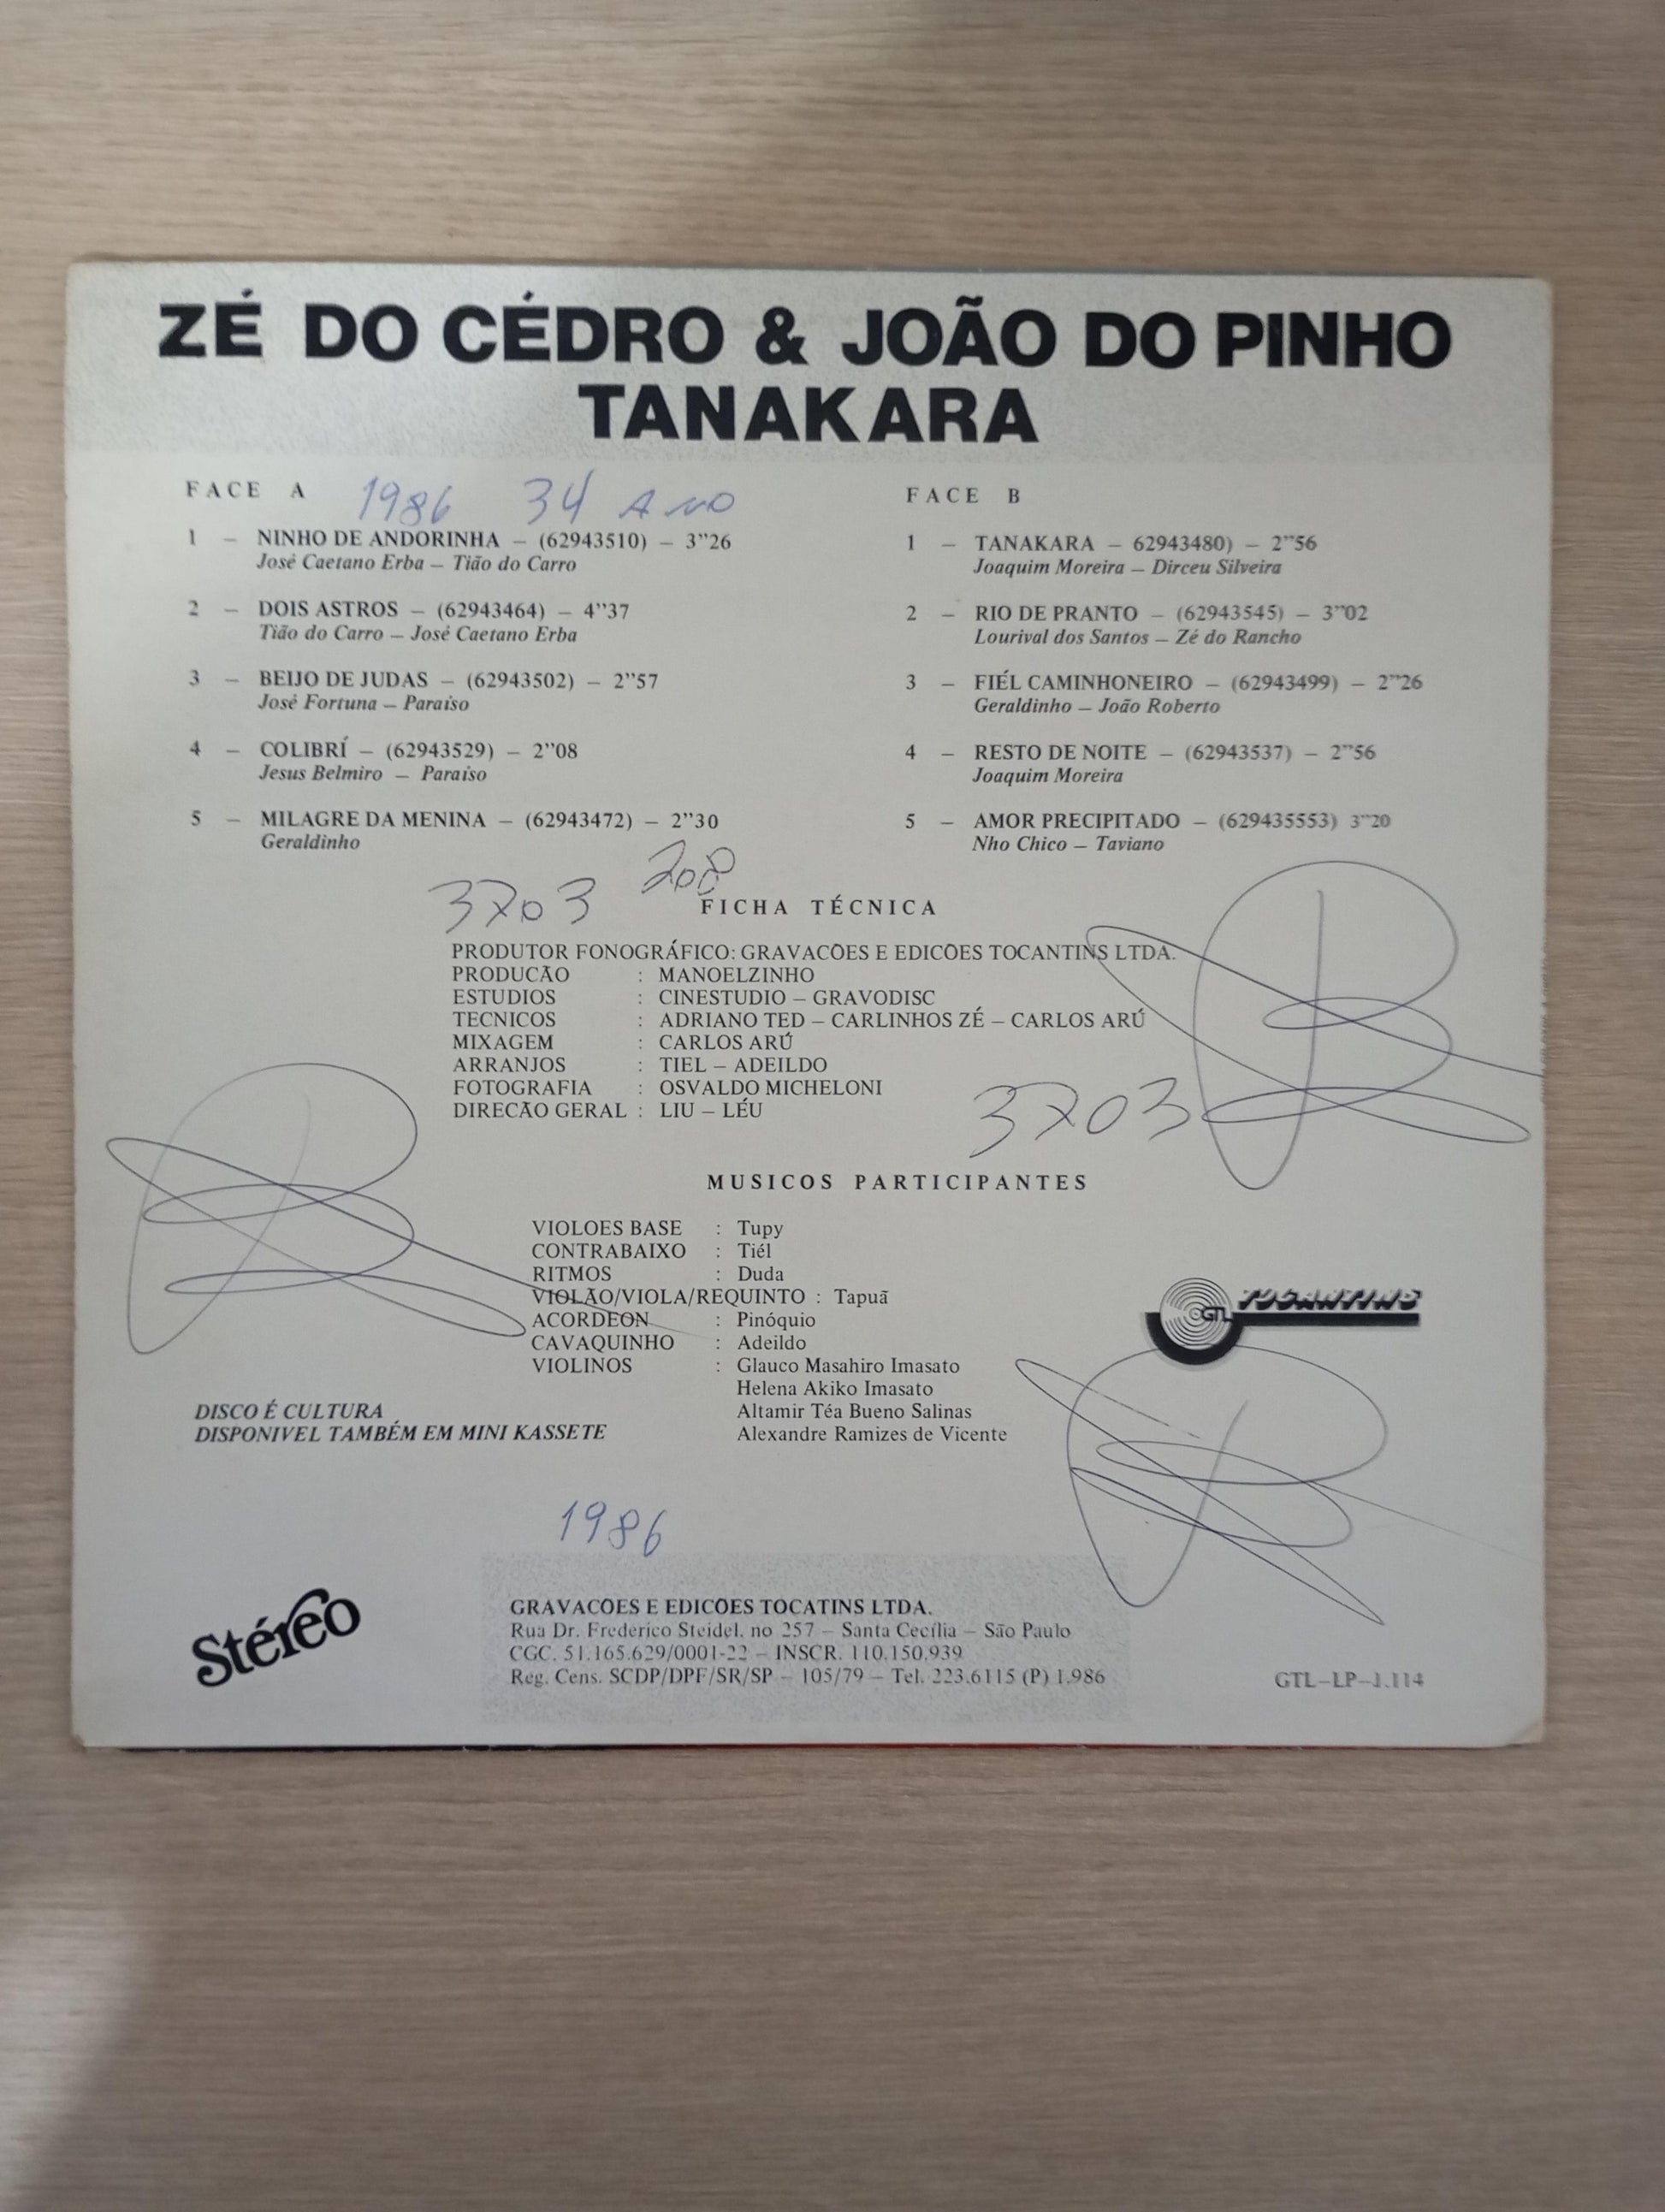 ZÉ DO CÉDRO & JOÃO DO PINHO
TANAKARA
FACE A
1986 34 ANO
1 – NINHO DE ANDORINHA – (62943510) – 3"26
José Caetano Erba – Tião do Carro
2 – DOIS ASTROS – (62943464) – 4"37
Tião do Carro – José Caetano Erba
3 – BEIJO DE JUDAS – (62943502) – 2"57
José Fortuna – Paraíso
4 – COLIBRÍ – (62943529) – 2"08
Jesus Belmiro – Paraíso
5 – MILAGRE DA MENINA – (62943472) – 2"30
Geraldinho
FACE B
1 – TANAKARA – 62943480) – 2"56
Joaquim Moreira – Dirceu Silveira
2 – RIO DE PRANTO – (62943545) – 3"02
Lourival dos Santos – Zé do Rancho
3 – FIÉL CAMINHONEIRO – (62943499) – 2"26
Geraldinho – João Roberto
4 – RESTO DE NOITE – (62943537) – 2"56
Joaquim Moreira
5 – AMOR PRECIPITADO – (629435553) 3"20
Nho Chico – Taviano
3703
208
FICHA TÉCNICA
PRODUTOR FONOGRÁFICO: GRAVACÕES E EDICÕES TOCANTINS LTDA.
PRODUCÃO : MANOELZINHO
ESTUDIOS : CINESTUDIO – GRAVODISC
TECNICOS : ADRIANO TED – CARLINHOS ZÉ – CARLOS ARÚ
MIXAGEM : CARLOS ARÚ
ARRANJOS : TIEL – ADEILDO
FOTOGRAFIA : OSVALDO MICHELONI
DIRECÃO GERAL : LIU – LÉU
3703
MUSICOS PARTICIPANTES
VIOLOES BASE : Tupy
CONTRABAIXO : Tiél
RITMOS : Duda
VIOLÃO/VIOLA/REQUINTO : Tapuã
ACORDEON : Pinóquio
CAVAQUINHO : Adeildo
VIOLINOS : Glauco Masahiro Imasato
Helena Akiko Imasato
Altamir Téa Bueno Salinas
Alexandre Ramizes de Vicente
GTL TOCANTINS
DISCO É CULTURA
DISPONIVEL TAMBÉM EM MINI KASSETE
1986
Stéreo
GRAVACOES E EDICOES TOCATINS LTDA.
Rua Dr. Frederico Steidel, no 257 – Santa Cecília – São Paulo
CGC. 51.165.629/0001-22 – INSCR. 110.150.939
Reg. Cens. SCDP/DPF/SR/SP – 105/79 – Tel. 223.6115 (P) 1.986
GTL–LP–1.114